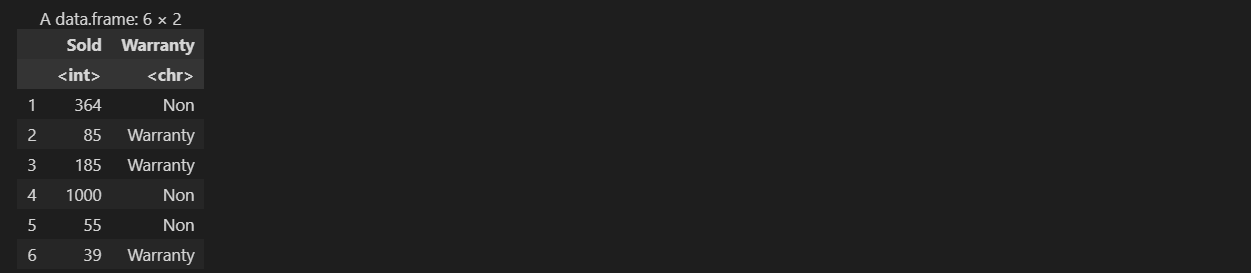 A data.frame: 6 × 2
Sold Warranty
<int> <chr>
1 364 Non
2 85 Warranty
3 185 Warranty
4 1000 Non
5 55 Non
6 39 Warranty